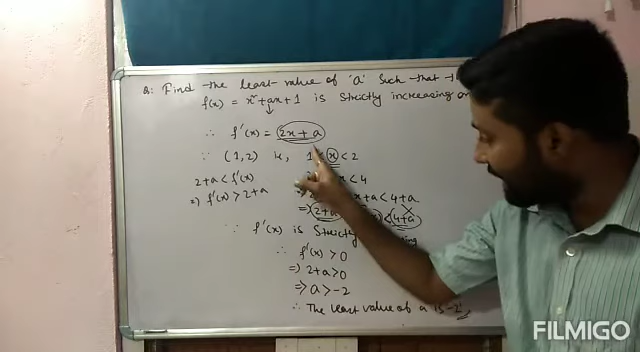 Q: Find the least value of 'a' such that
f(x) = x² + ax + 1 is strictly increasing on
∴ f'(x) = 2x + a
∵ (1,2) is, 1 < x < 2
2+a < f'(x) x < 4
⇒ f'(x) > 2+a ⇒ x+a < 4+a
⇒ 2+a < 4+a
∵ f'(x) is strictly
∴ f'(x) > 0
⇒ 2+a > 0
⇒ a > -2
∴ The least value of a is -2
FILMIGO